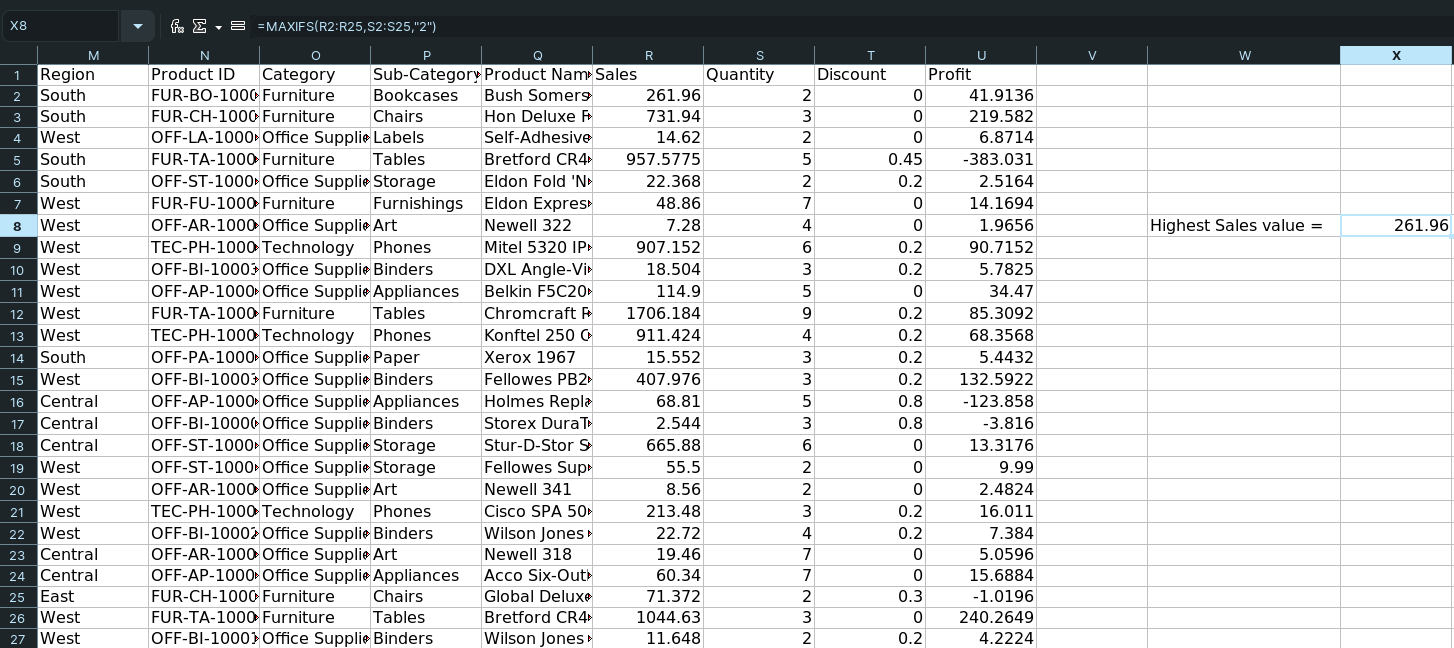 X8 =MAXIFS(R2:R25,S2:S25,"2")
M N O P Q R S T U V W X
1 Region Product ID Category Sub-Category Product Nam Sales Quantity Discount Profit
2 South FUR-BO-1000 Furniture Bookcases Bush Somers 261.96 2 0 41.9136
3 South FUR-CH-1000 Furniture Chairs Hon Deluxe F 731.94 3 0 219.582
4 West OFF-LA-1000 Office Supplie Labels Self-Adhesive 14.62 2 0 6.8714
5 South FUR-TA-1000 Furniture Tables Bretford CR4 957.5775 5 0.45 -383.031
6 South OFF-ST-1000 Office Supplie Storage Eldon Fold 'N 22.368 2 0.2 2.5164
7 West FUR-FU-1000 Furniture Furnishings Eldon Expres 48.86 7 0 14.1694
8 West OFF-AR-1000 Office Supplie Art Newell 322 7.28 4 0 1.9656 Highest Sales value = 261.96
9 West TEC-PH-1000 Technology Phones Mitel 5320 IP 907.152 6 0.2 90.7152
10 West OFF-BI-10003 Office Supplie Binders DXL Angle-Vi 18.504 3 0.2 5.7825
11 West OFF-AP-1000 Office Supplie Appliances Belkin F5C20 114.9 5 0 34.47
12 West FUR-TA-1000 Furniture Tables Chromcraft R 1706.184 9 0.2 85.3092
13 West TEC-PH-1000 Technology Phones Konftel 250 C 911.424 4 0.2 68.3568
14 South OFF-PA-1000 Office Supplie Paper Xerox 1967 15.552 3 0.2 5.4432
15 West OFF-BI-10003 Office Supplie Binders Fellowes PB2 407.976 3 0.2 132.5922
16 Central OFF-AP-1000 Office Supplie Appliances Holmes Repla 68.81 5 0.8 -123.858
17 Central OFF-BI-10000 Office Supplie Binders Storex DuraT 2.544 3 0.8 -3.816
18 Central OFF-ST-1000 Office Supplie Storage Stur-D-Stor S 665.88 6 0 13.3176
19 West OFF-ST-1000 Office Supplie Storage Fellowes Sup 55.5 2 0 9.99
20 West OFF-AR-1000 Office Supplie Art Newell 341 8.56 2 0 2.4824
21 West TEC-PH-1000 Technology Phones Cisco SPA 50 213.48 3 0.2 16.011
22 West OFF-BI-10002 Office Supplie Binders Wilson Jones 22.72 4 0.2 7.384
23 Central OFF-AR-1000 Office Supplie Art Newell 318 19.46 7 0 5.0596
24 Central OFF-AP-1000 Office Supplie Appliances Acco Six-Outl 60.34 7 0 15.6884
25 East FUR-CH-1000 Furniture Chairs Global Deluxe 71.372 2 0.3 -1.0196
26 West FUR-TA-1000 Furniture Tables Bretford CR4 1044.63 3 0 240.2649
27 West OFF-BI-10001 Office Supplie Binders Wilson Jones 11.648 2 0.2 4.2224